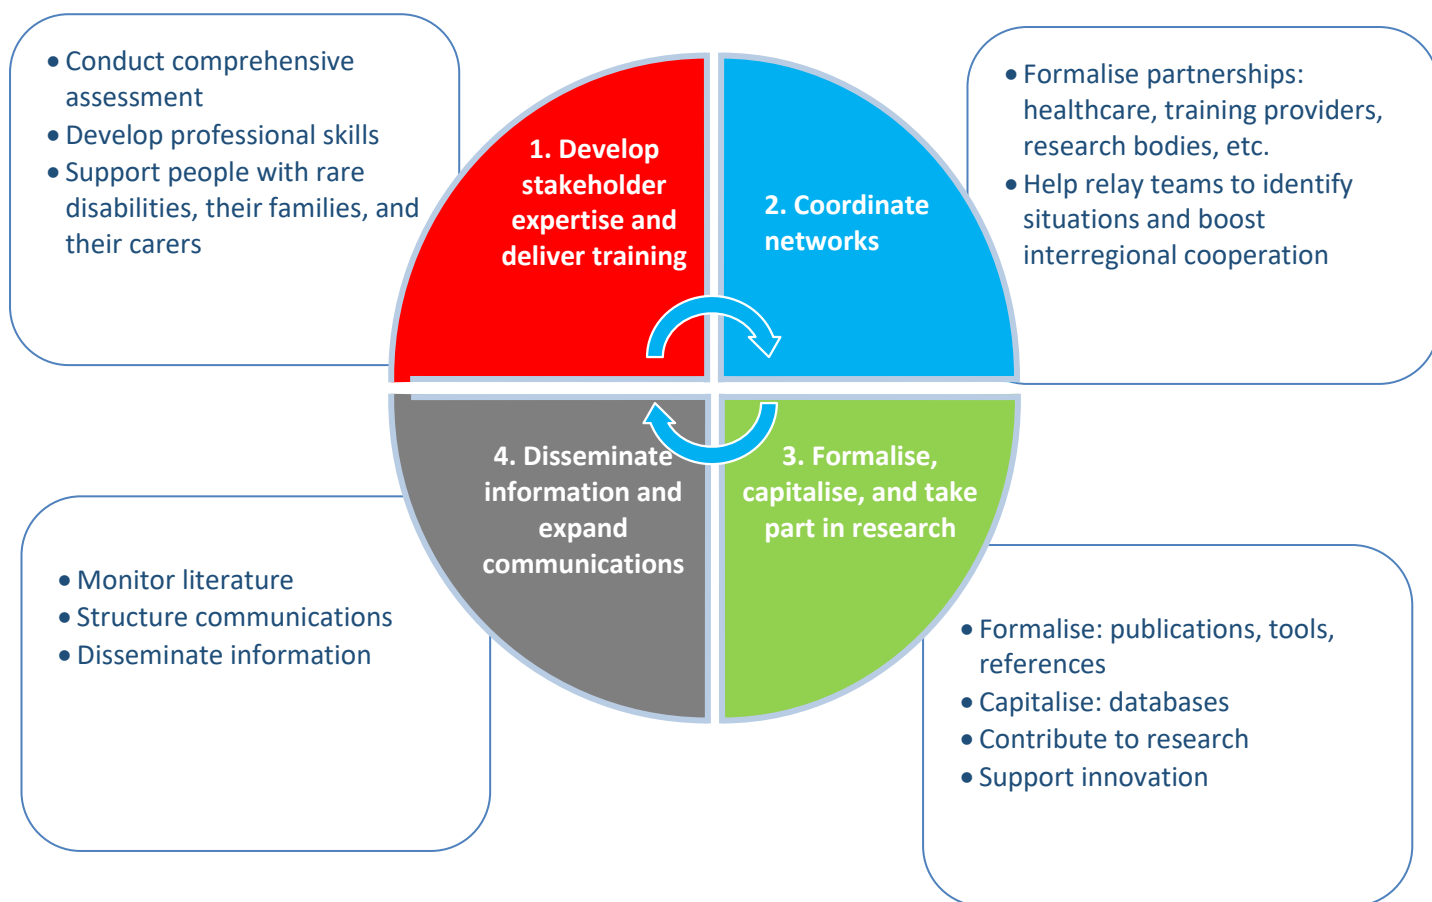 • Conduct comprehensive
assessment
• Develop professional skills
• Support people with rare
disabilities, their families, and
their carers
1. Develop
stakeholder
expertise and
deliver training
2. Coordinate
networks
• Formalise partnerships:
healthcare, training providers,
research bodies, etc.
• Help relay teams to identify
situations and boost
interregional cooperation
4. Disseminate
information and
expand
communications
3. Formalise,
capitalise, and take
part in research
• Monitor literature
• Structure communications
• Disseminate information
• Formalise: publications, tools,
references
• Capitalise: databases
• Contribute to research
• Support innovation